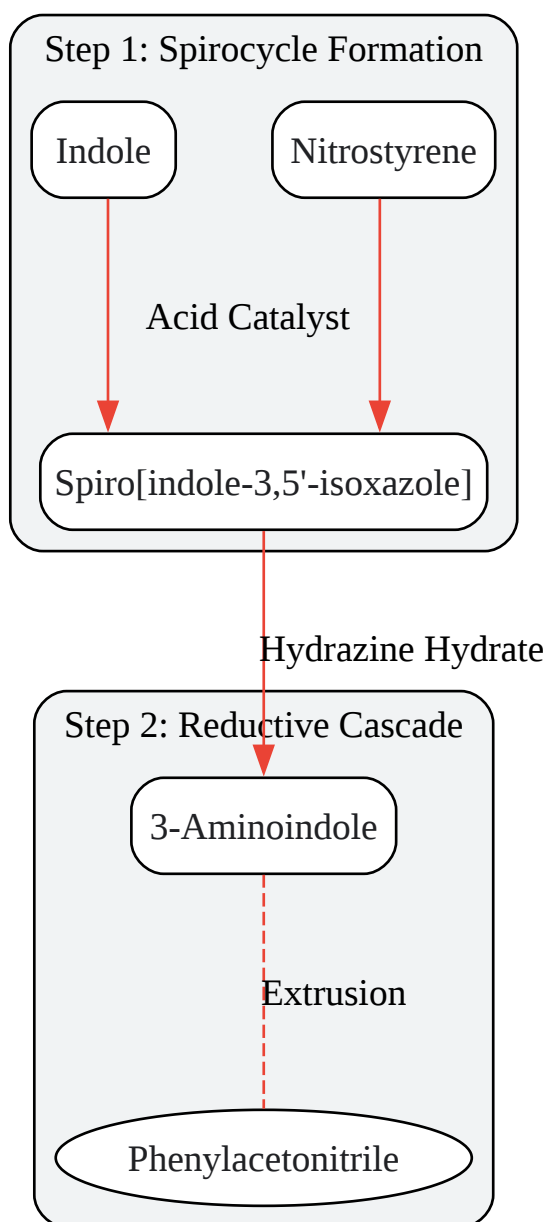 Step 1: Spirocycle Formation
Indole
Nitrostyrene
Acid Catalyst
Spiro[indole-3,5'-isoxazole]
Hydrazine Hydrate
Step 2: Reductive Cascade
3-Aminoindole
Extrusion
Phenylacetonitrile